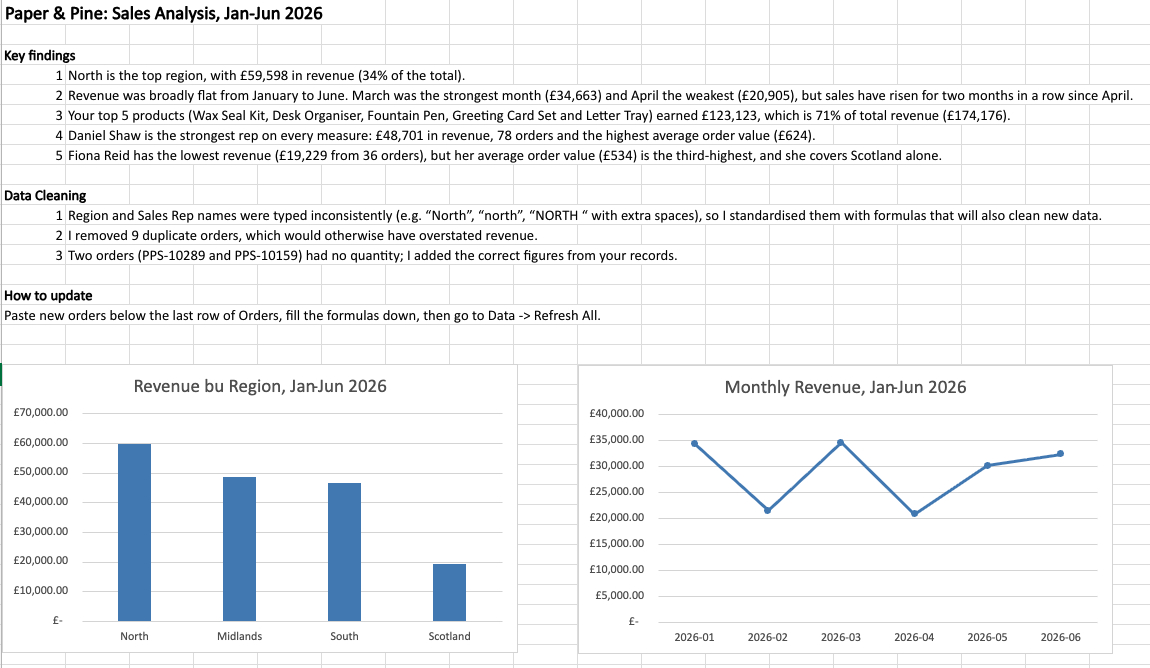 Paper & Pine: Sales Analysis, Jan-Jun 2026
Key findings
1 North is the top region, with £59,598 in revenue (34% of the total).
2 Revenue was broadly flat from January to June. March was the strongest month (£34,663) and April the weakest (£20,905), but sales have risen for two months in a row since April.
3 Your top 5 products (Wax Seal Kit, Desk Organiser, Fountain Pen, Greeting Card Set and Letter Tray) earned £123,123, which is 71% of total revenue (£174,176).
4 Daniel Shaw is the strongest rep on every measure: £48,701 in revenue, 78 orders and the highest average order value (£624).
5 Fiona Reid has the lowest revenue (£19,229 from 36 orders), but her average order value (£534) is the third-highest, and she covers Scotland alone.
Data Cleaning
1 Region and Sales Rep names were typed inconsistently (e.g. “North”, “north”, “NORTH “ with extra spaces), so I standardised them with formulas that will also clean new data.
2 I removed 9 duplicate orders, which would otherwise have overstated revenue.
3 Two orders (PPS-10289 and PPS-10159) had no quantity; I added the correct figures from your records.
How to update
Paste new orders below the last row of Orders, fill the formulas down, then go to Data -> Refresh All.
Revenue bu Region, Jan-Jun 2026
£70,000.00
£60,000.00
£50,000.00
£40,000.00
£30,000.00
£20,000.00
£10,000.00
£-
North Midlands South Scotland
Monthly Revenue, Jan-Jun 2026
£40,000.00
£35,000.00
£30,000.00
£25,000.00
£20,000.00
£15,000.00
£10,000.00
£5,000.00
£-
2026-01 2026-02 2026-03 2026-04 2026-05 2026-06